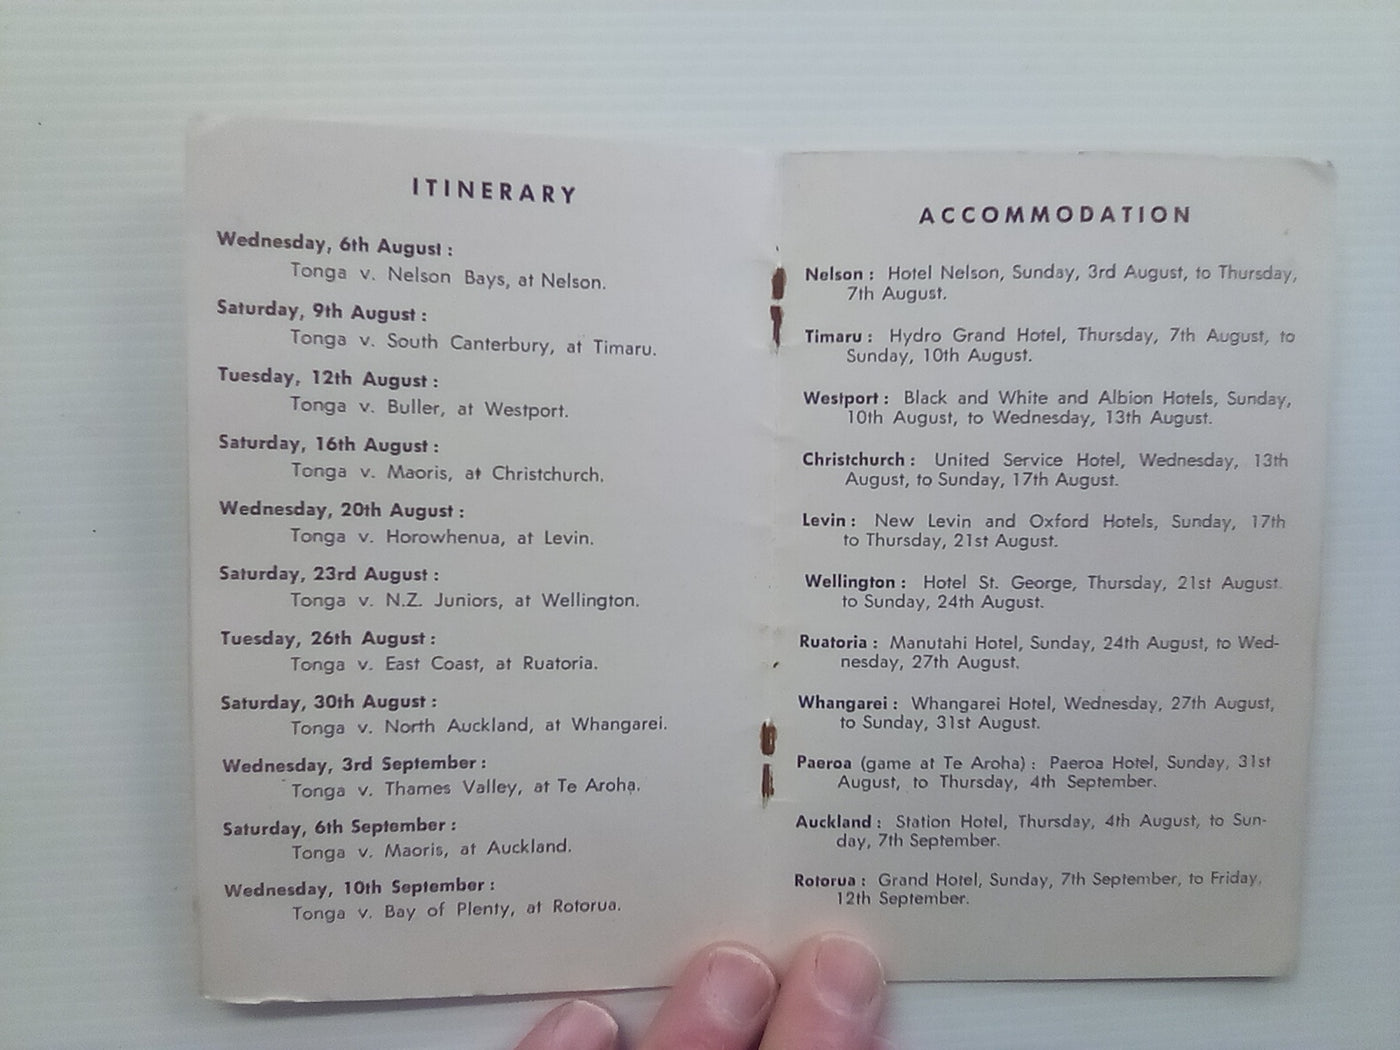 ITINERARY
Wednesday, 6th August :
Tonga v. Nelson Bays, at Nelson.
Saturday, 9th August :
Tonga v. South Canterbury, at Timaru.
Tuesday, 12th August :
Tonga v. Buller, at Westport.
Saturday, 16th August :
Tonga v. Maoris, at Christchurch.
Wednesday, 20th August :
Tonga v. Horowhenua, at Levin.
Saturday, 23rd August :
Tonga v. N.Z. Juniors, at Wellington.
Tuesday, 26th August :
Tonga v. East Coast, at Ruatoria.
Saturday, 30th August :
Tonga v. North Auckland, at Whangarei.
Wednesday, 3rd September :
Tonga v. Thames Valley, at Te Aroha.
Saturday, 6th September :
Tonga v. Maoris, at Auckland.
Wednesday, 10th September :
Tonga v. Bay of Plenty, at Rotorua.
ACCOMMODATION
Nelson : Hotel Nelson, Sunday, 3rd August, to Thursday,
7th August.
Timaru : Hydro Grand Hotel, Thursday, 7th August, to
Sunday, 10th August.
Westport : Black and White and Albion Hotels, Sunday,
10th August, to Wednesday, 13th August.
Christchurch : United Service Hotel, Wednesday, 13th
August, to Sunday, 17th August.
Levin : New Levin and Oxford Hotels, Sunday, 17th
to Thursday, 21st August.
Wellington : Hotel St. George, Thursday, 21st August
to Sunday, 24th August.
Ruatoria : Manutahi Hotel, Sunday, 24th August, to Wed-
nesday, 27th August.
Whangarei : Whangarei Hotel, Wednesday, 27th August,
to Sunday, 31st August.
Paeroa (game at Te Aroha) : Paeroa Hotel, Sunday, 31st
August, to Thursday, 4th September.
Auckland : Station Hotel, Thursday, 4th August, to Sun-
day, 7th September.
Rotorua : Grand Hotel, Sunday, 7th September, to Friday,
12th September.